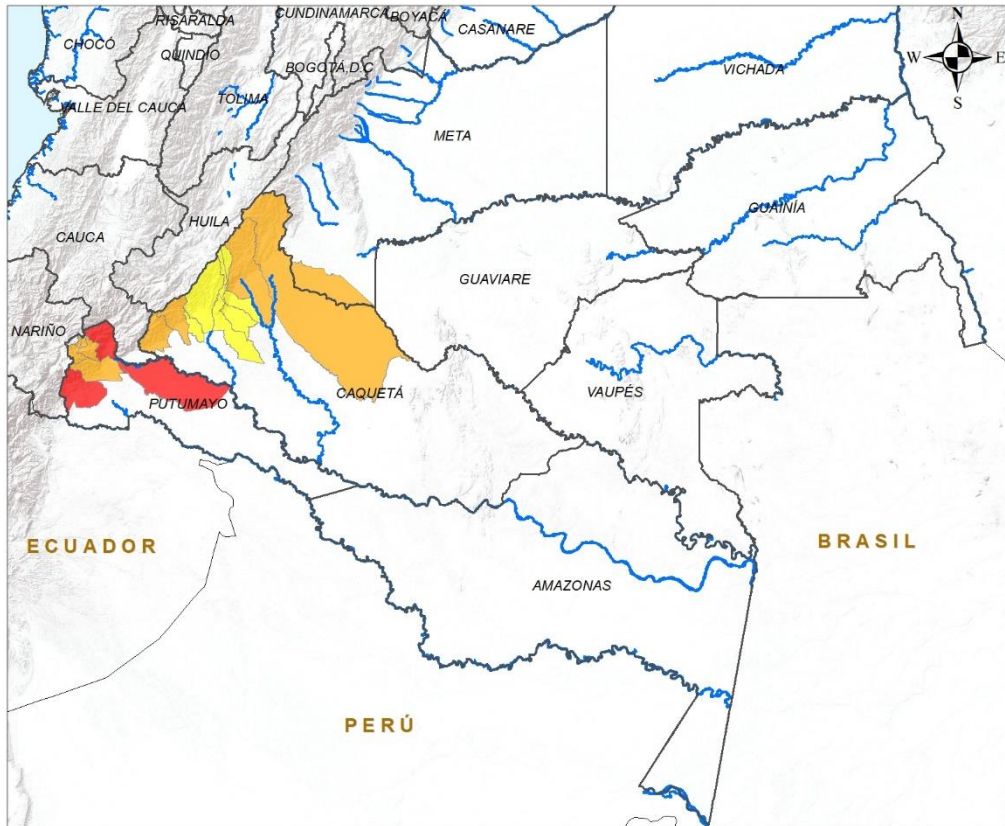 CUNDINAMARCA
BOYACÁ
RISARALDA
CASANARE
N
CHOCÓ
QUINDÍO
BOGOTÁ,D.C
W
E
VICHADA
TOLIMA
VALLE DEL CAUCA
S
META
GUAINÍA
HUILA
CAUCA
GUAVIARE
NARIÑO
CAQUETÁ
VAUPÉS
PUTUMAYO
ECUADOR
BRASIL
AMAZONAS
PERÚ